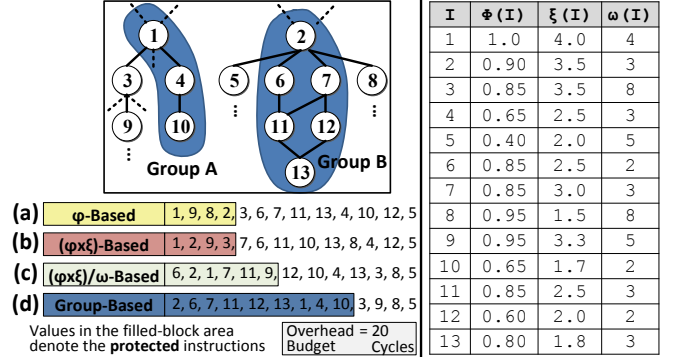 1
2
3
4
5
6
7
8
9
10
11
12
13
Group A
Group B
(a) φ-Based 1, 9, 8, 2, 3, 6, 7, 11, 13, 4, 10, 12, 5
(b) (φxξ)-Based 1, 2, 9, 3, 7, 6, 11, 10, 13, 8, 4, 12, 5
(c) (φxξ)/ω-Based 6, 2, 1, 7, 11, 9, 12, 10, 4, 13, 3, 8, 5
(d) Group-Based 2, 6, 7, 11, 12, 13, 1, 4, 10, 3, 9, 8, 5
Values in the filled-block area
denote the protected instructions
Overhead = 20
Budget Cycles
I Φ(I) ξ(I) ω(I)
1 1.0 4.0 4
2 0.90 3.5 3
3 0.85 3.5 8
4 0.65 2.5 3
5 0.40 2.0 5
6 0.85 2.5 2
7 0.85 3.0 3
8 0.95 1.5 8
9 0.95 3.3 5
10 0.65 1.7 2
11 0.85 2.5 3
12 0.60 2.0 2
13 0.80 1.8 3